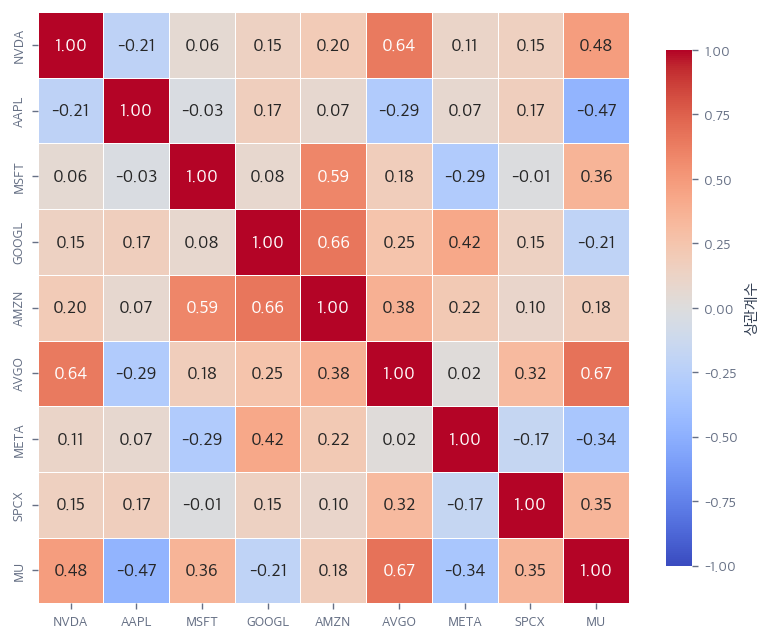 NVDA 1.00 -0.21 0.06 0.15 0.20 0.64 0.11 0.15 0.48
AAPL -0.21 1.00 -0.03 0.17 0.07 -0.29 0.07 0.17 -0.47
MSFT 0.06 -0.03 1.00 0.08 0.59 0.18 -0.29 -0.01 0.36
GOOGL 0.15 0.17 0.08 1.00 0.66 0.25 0.42 0.15 -0.21
AMZN 0.20 0.07 0.59 0.66 1.00 0.38 0.22 0.10 0.18
AVGO 0.64 -0.29 0.18 0.25 0.38 1.00 0.02 0.32 0.67
META 0.11 0.07 -0.29 0.42 0.22 0.02 1.00 -0.17 -0.34
SPCX 0.15 0.17 -0.01 0.15 0.10 0.32 -0.17 1.00 0.35
MU 0.48 -0.47 0.36 -0.21 0.18 0.67 -0.34 0.35 1.00
NVDA AAPL MSFT GOOGL AMZN AVGO META SPCX MU
1.00
0.75
0.50
0.25
0.00
-0.25
-0.50
-0.75
-1.00
상관계수